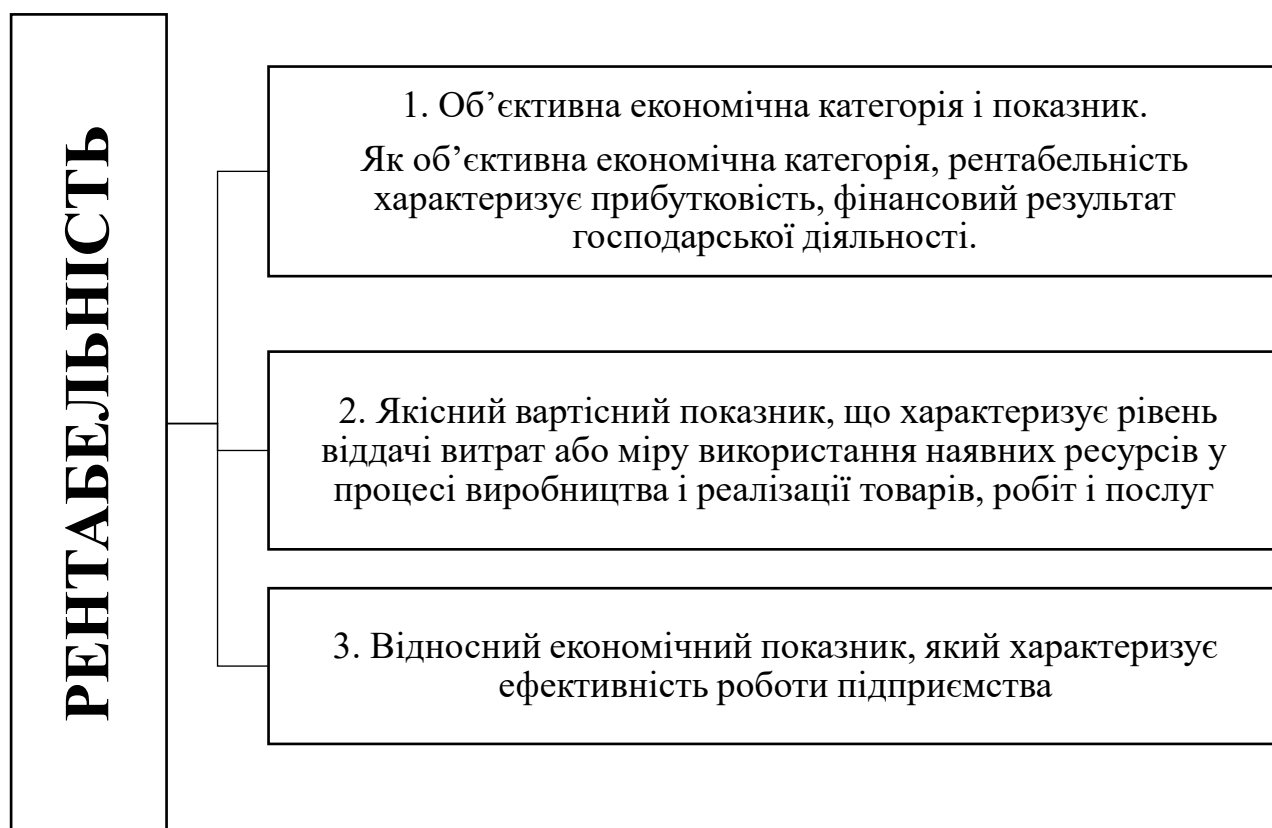 РЕНТАБЕЛЬНІСТЬ
1. Об’єктивна економічна категорія і показник.
Як об’єктивна економічна категорія, рентабельність
характеризує прибутковість, фінансовий результат
господарської діяльності.
2. Якісний вартісний показник, що характеризує рівень
віддачі витрат або міру використання наявних ресурсів у
процесі виробництва і реалізації товарів, робіт і послуг
3. Відносний економічний показник, який характеризує
ефективність роботи підприємства